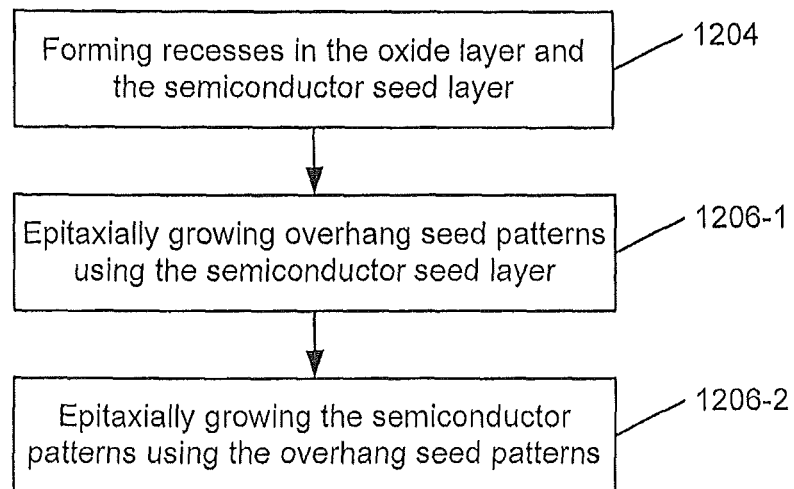 Forming recesses in the oxide layer and
the semiconductor seed layer
1204
Epitaxially growing overhang seed patterns
using the semiconductor seed layer
1206-1
Epitaxially growing the semiconductor
patterns using the overhang seed patterns
1206-2